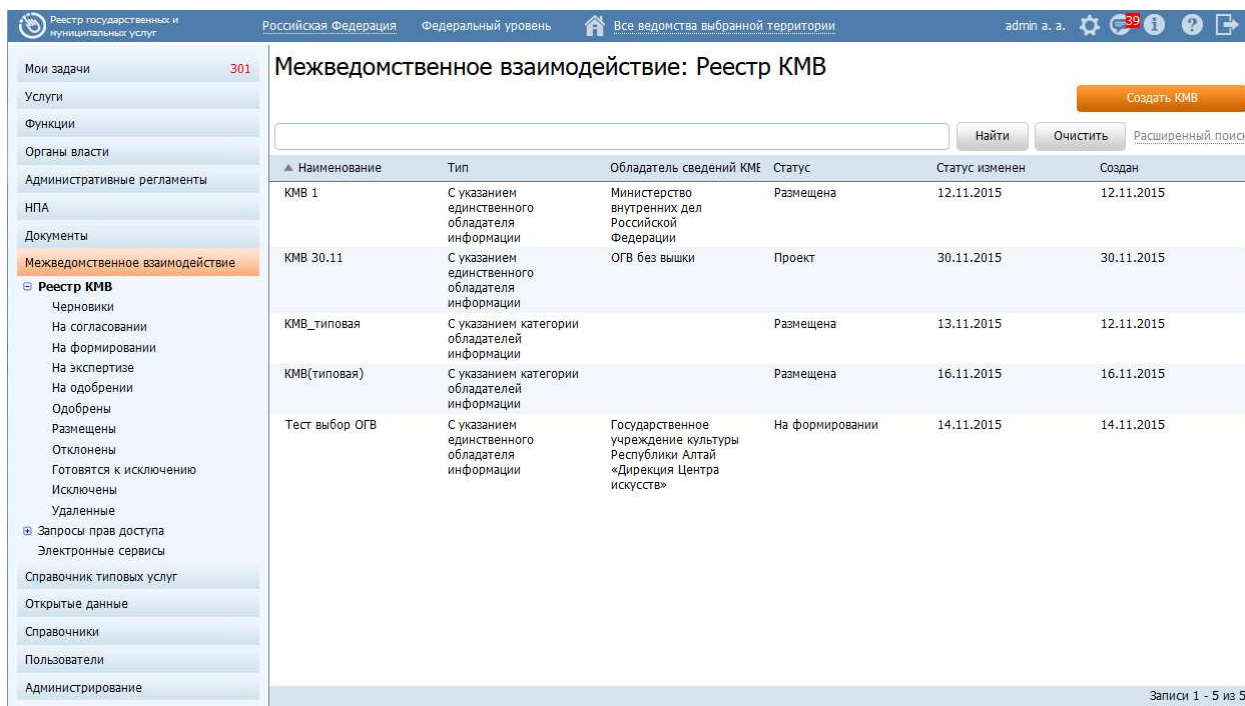 Реестр государственных и
муниципальных услуг
Российская Федерация Федеральный уровень Все ведомства выбранной территории admin a. a. 39
Мои задачи 301
Услуги
Функции
Органы власти
Административные регламенты
НПА
Документы
Межведомственное взаимодействие
Реестр КМВ
Черновики
На согласовании
На формировании
На экспертизе
На одобрении
Одобрены
Размещены
Отклонены
Готовятся к исключению
Исключены
Удаленные
Запросы прав доступа
Электронные сервисы
Справочник типовых услуг
Открытые данные
Справочники
Пользователи
Администрирование
Межведомственное взаимодействие: Реестр КМВ
Создать КМВ
Найти Очистить Расширенный поиск
Наименование Тип Обладатель сведений КМВ Статус Статус изменен Создан
КМВ 1 С указанием Министерство Размещена 12.11.2015 12.11.2015
единственного внутренних дел
обладателя Российской
информации Федерации
КМВ 30.11 С указанием ОГВ без вышки Проект 30.11.2015 30.11.2015
единственного
обладателя
информации
КМВ_типовая С указанием категории Размещена 13.11.2015 12.11.2015
обладателей
информации
КМВ(типовая) С указанием категории Размещена 16.11.2015 16.11.2015
обладателей
информации
Тест выбор ОГВ С указанием Государственное На формировании 14.11.2015 14.11.2015
единственного учреждение культуры
обладателя Республики Алтай
информации «Дирекция Центра
искусств»
Записи 1 - 5 из 5